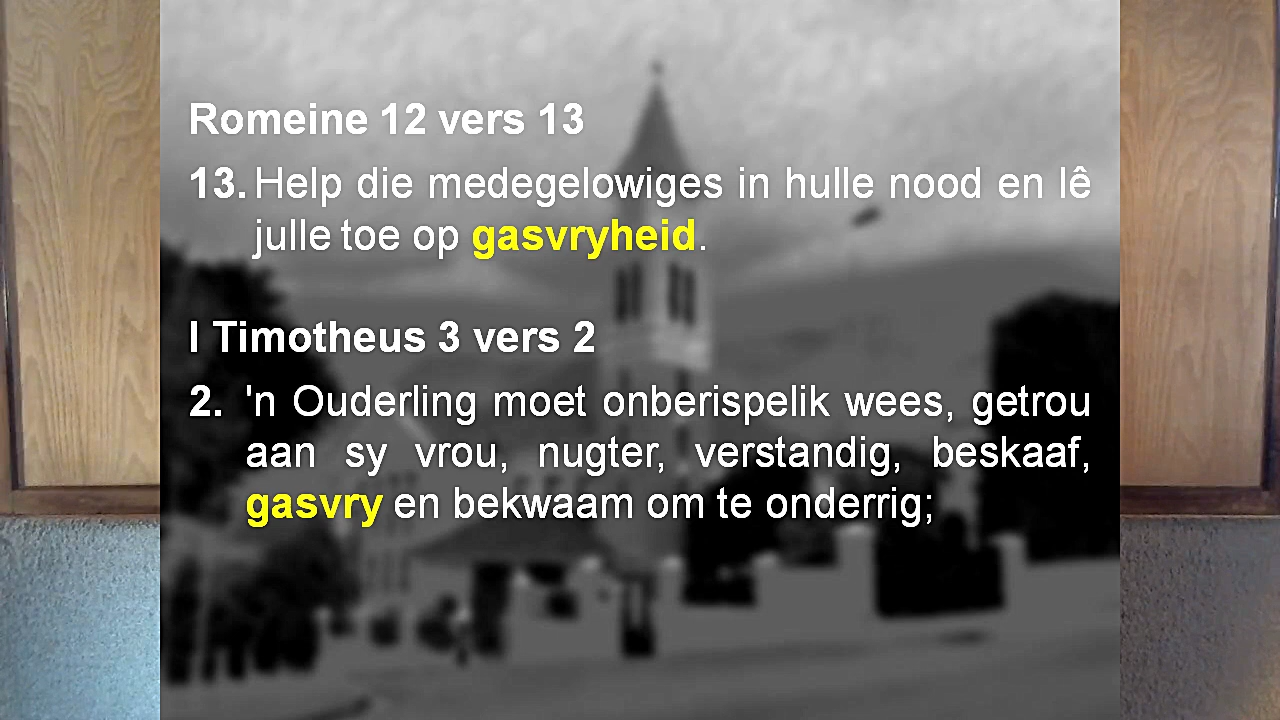 Romeine 12 vers 13
13. Help die medegelowiges in hulle nood en lê
julle toe op gasvryheid.
I Timotheus 3 vers 2
2. 'n Ouderling moet onberispelik wees, getrou
aan sy vrou, nugter, verstandig, beskaaf,
gasvry en bekwaam om te onderrig;